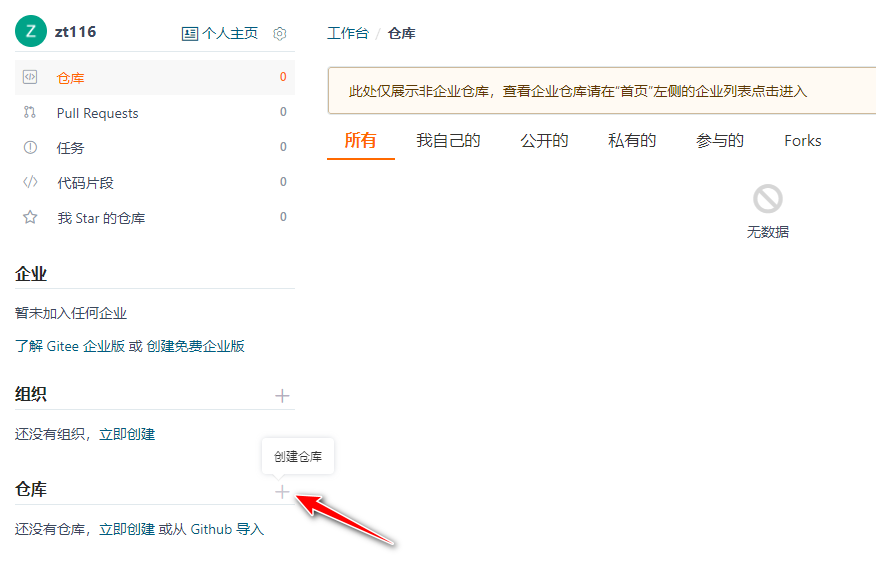 Z zt116 个人主页
仓库 0
Pull Requests 0
任务 0
代码片段 0
我 Star 的仓库 0
企业
暂未加入任何企业
了解 Gitee 企业版 或 创建免费企业版
组织
还没有组织，立即创建
创建仓库
仓库
还没有仓库，立即创建 或从 Github 导入
工作台 / 仓库
此处仅展示非企业仓库，查看企业仓库请在“首页”左侧的企业列表点击进入
所有 我自己的 公开的 私有的 参与的 Forks
无数据